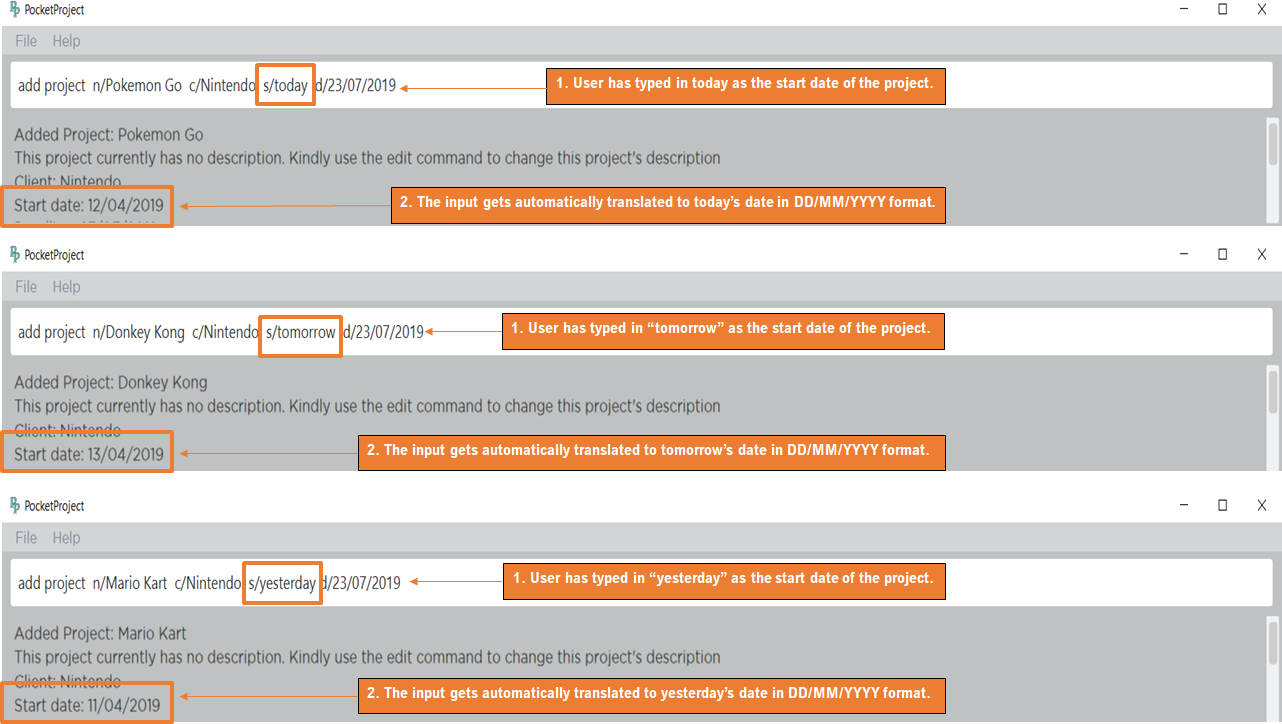 PocketProject
File Help
add project n/Pokemon Go c/Nintendo s/today d/23/07/2019
1. User has typed in today as the start date of the project.
Added Project: Pokemon Go
This project currently has no description. Kindly use the edit command to change this project's description
Client: Nintendo
Start date: 12/04/2019
2. The input gets automatically translated to today’s date in DD/MM/YYYY format.
PocketProject
File Help
add project n/Donkey Kong c/Nintendo s/tomorrow d/23/07/2019
1. User has typed in “tomorrow” as the start date of the project.
Added Project: Donkey Kong
This project currently has no description. Kindly use the edit command to change this project's description
Client: Nintendo
Start date: 13/04/2019
2. The input gets automatically translated to tomorrow’s date in DD/MM/YYYY format.
PocketProject
File Help
add project n/Mario Kart c/Nintendo s/yesterday d/23/07/2019
1. User has typed in “yesterday” as the start date of the project.
Added Project: Mario Kart
This project currently has no description. Kindly use the edit command to change this project's description
Client: Nintendo
Start date: 11/04/2019
2. The input gets automatically translated to yesterday’s date in DD/MM/YYYY format.